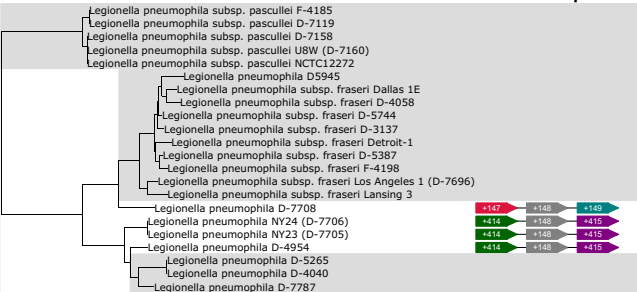 Legionella pneumophila subsp. pascullei F-4185
Legionella pneumophila subsp. pascullei D-7119
Legionella pneumophila subsp. pascullei D-7158
Legionella pneumophila subsp. pascullei U8W (D-7160)
Legionella pneumophila subsp. pascullei NCTC12272
Legionella pneumophila D5945
Legionella pneumophila subsp. fraseri Dallas 1E
Legionella pneumophila subsp. fraseri D-4058
Legionella pneumophila subsp. fraseri D-5744
Legionella pneumophila subsp. fraseri D-3137
Legionella pneumophila subsp. fraseri Detroit-1
Legionella pneumophila subsp. fraseri D-5387
Legionella pneumophila subsp. fraseri F-4198
Legionella pneumophila subsp. fraseri Los Angeles 1 (D-7696)
Legionella pneumophila subsp. fraseri Lansing 3
Legionella pneumophila D-7708 +147 +148 +149
Legionella pneumophila NY24 (D-7706) +414 +148 +415
Legionella pneumophila NY23 (D-7705) +414 +148 +415
Legionella pneumophila D-4954 +414 +148 +415
Legionella pneumophila D-5265
Legionella pneumophila D-4040
Legionella pneumophila D-7787